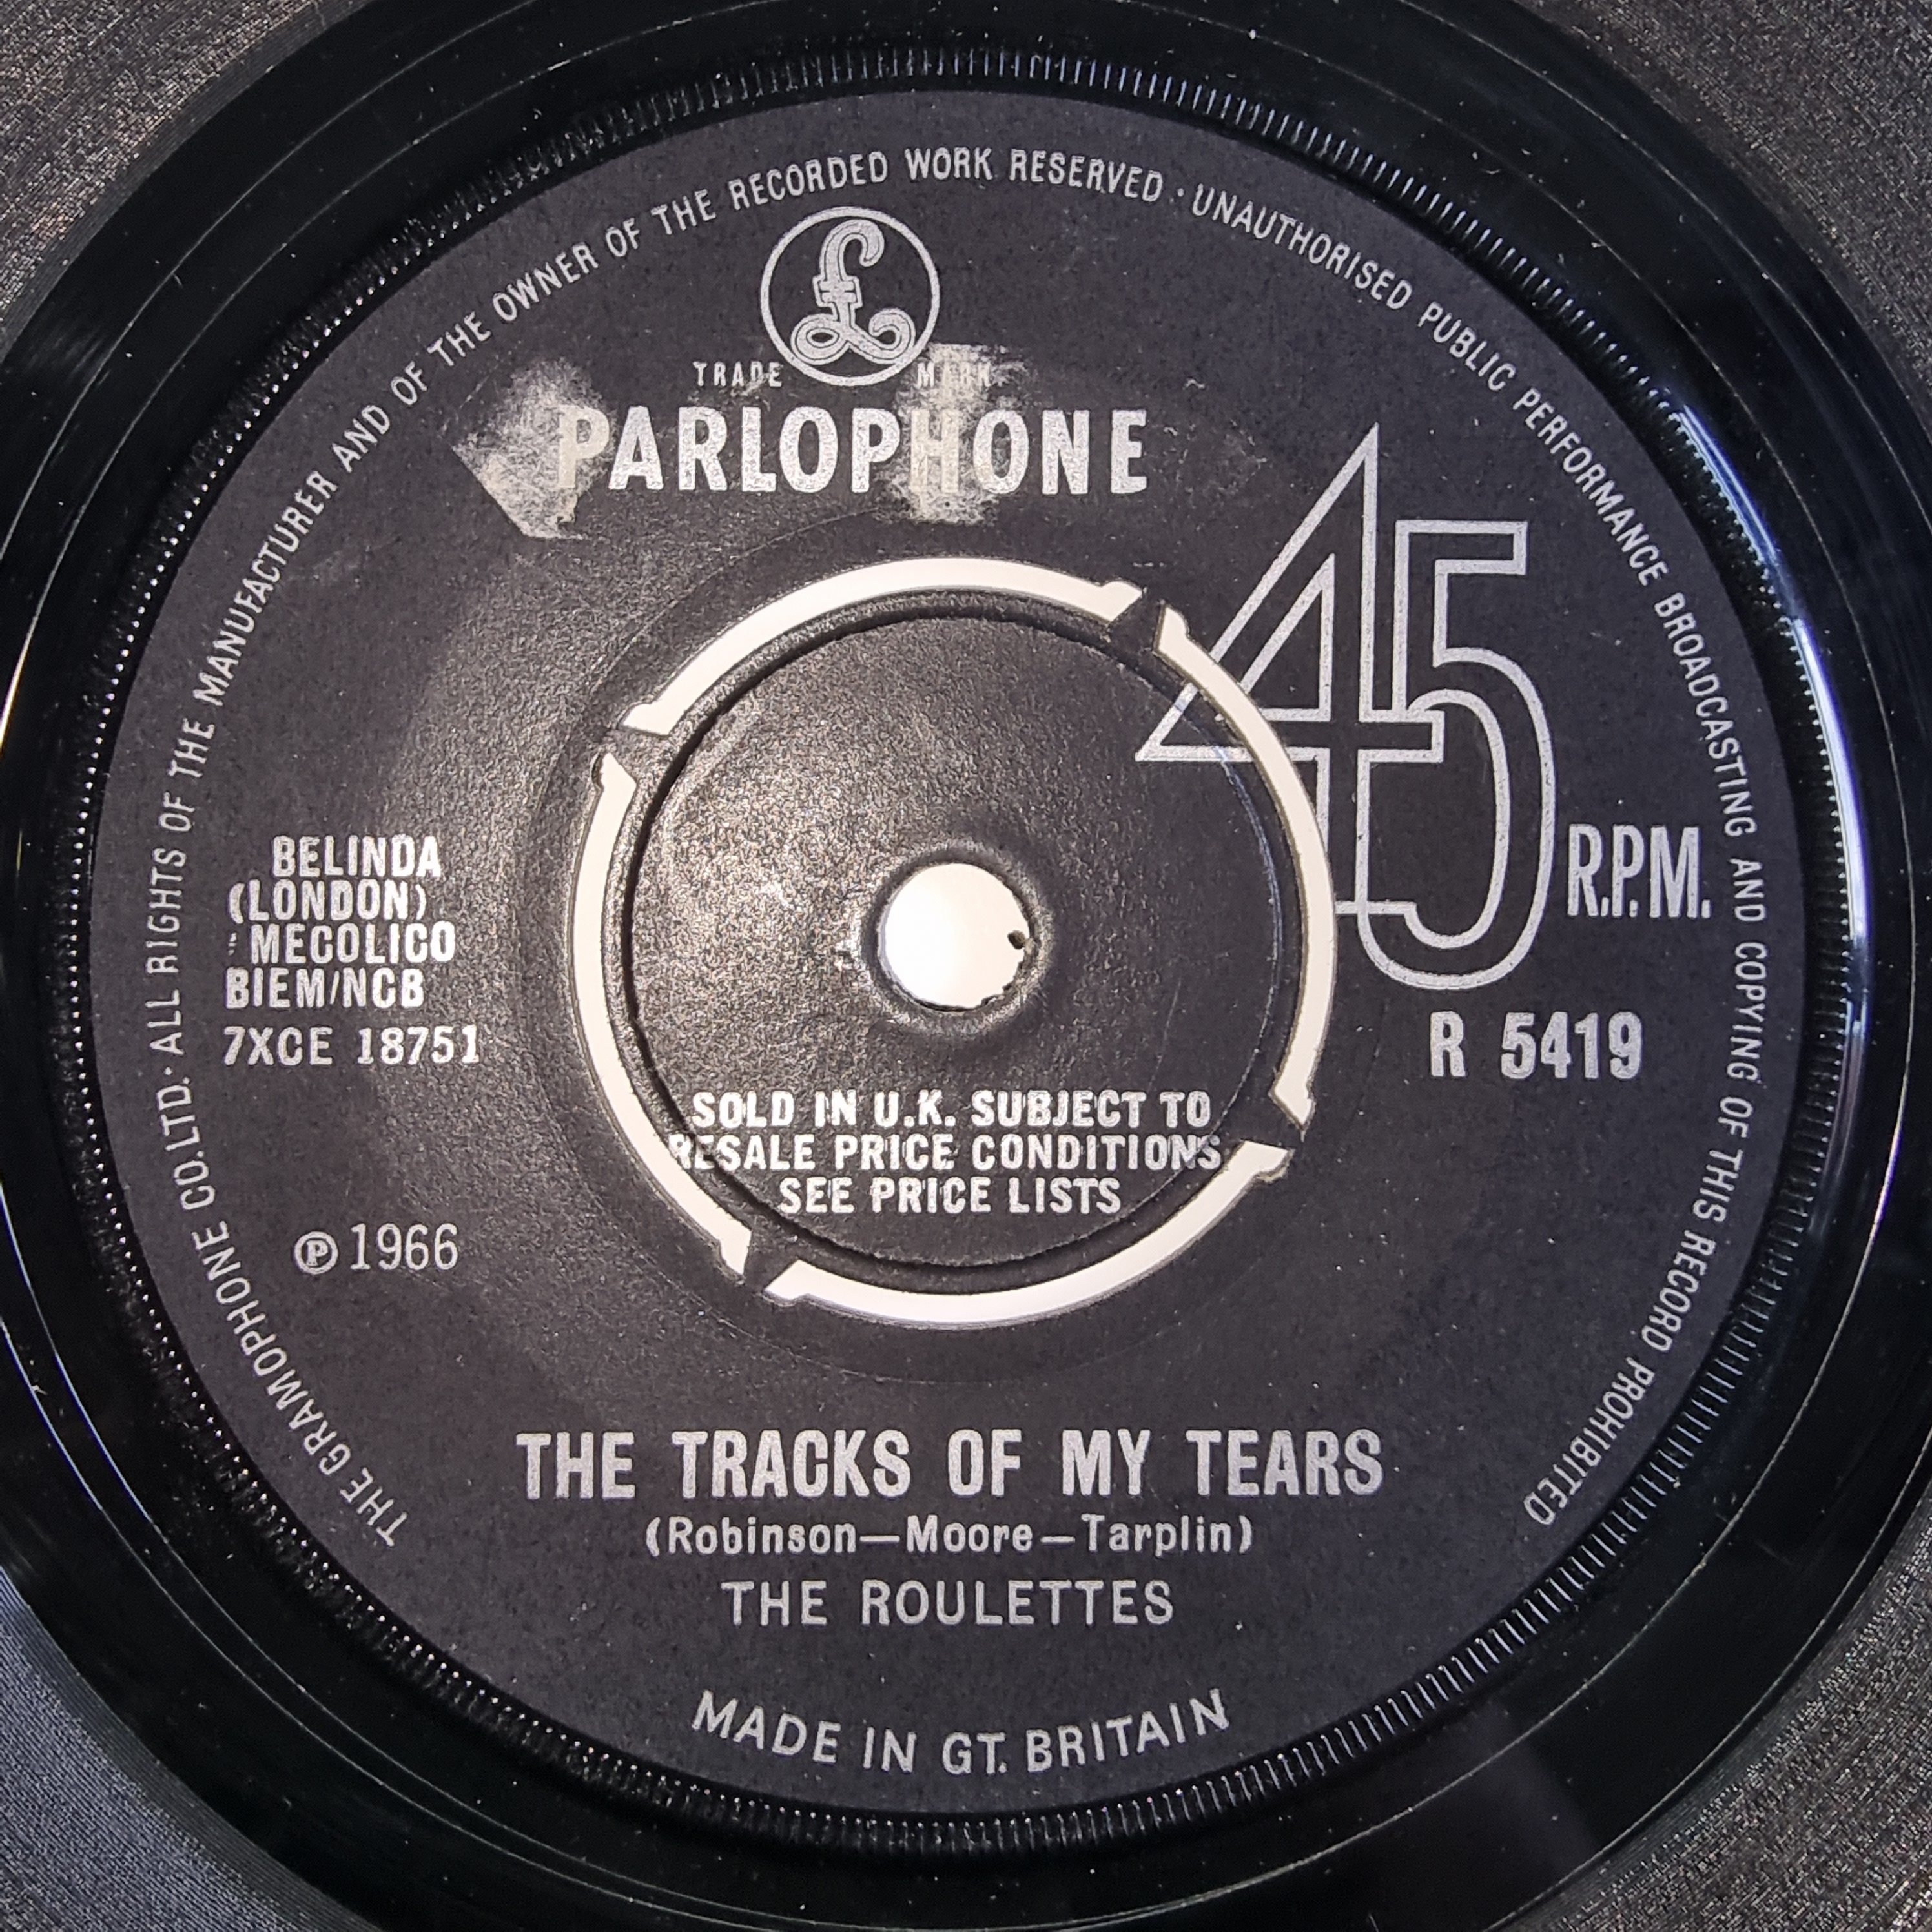 THE GRAMOPHONE CO.LTD. · ALL RIGHTS OF THE MANUFACTURER AND OF THE OWNER OF THE RECORDED WORK RESERVED · UNAUTHORISED PUBLIC PERFORMANCE BROADCASTING AND COPYING OF THIS RECORD PROHIBITED
£
TRADE MARK
PARLOPHONE
45 R.P.M.
BELINDA
(LONDON)
MECOLICO
BIEM/NCB
7XCE 18751
R 5419
SOLD IN U.K. SUBJECT TO
RESALE PRICE CONDITIONS
SEE PRICE LISTS
℗ 1966
THE TRACKS OF MY TEARS
(Robinson—Moore—Tarplin)
THE ROULETTES
MADE IN GT. BRITAIN